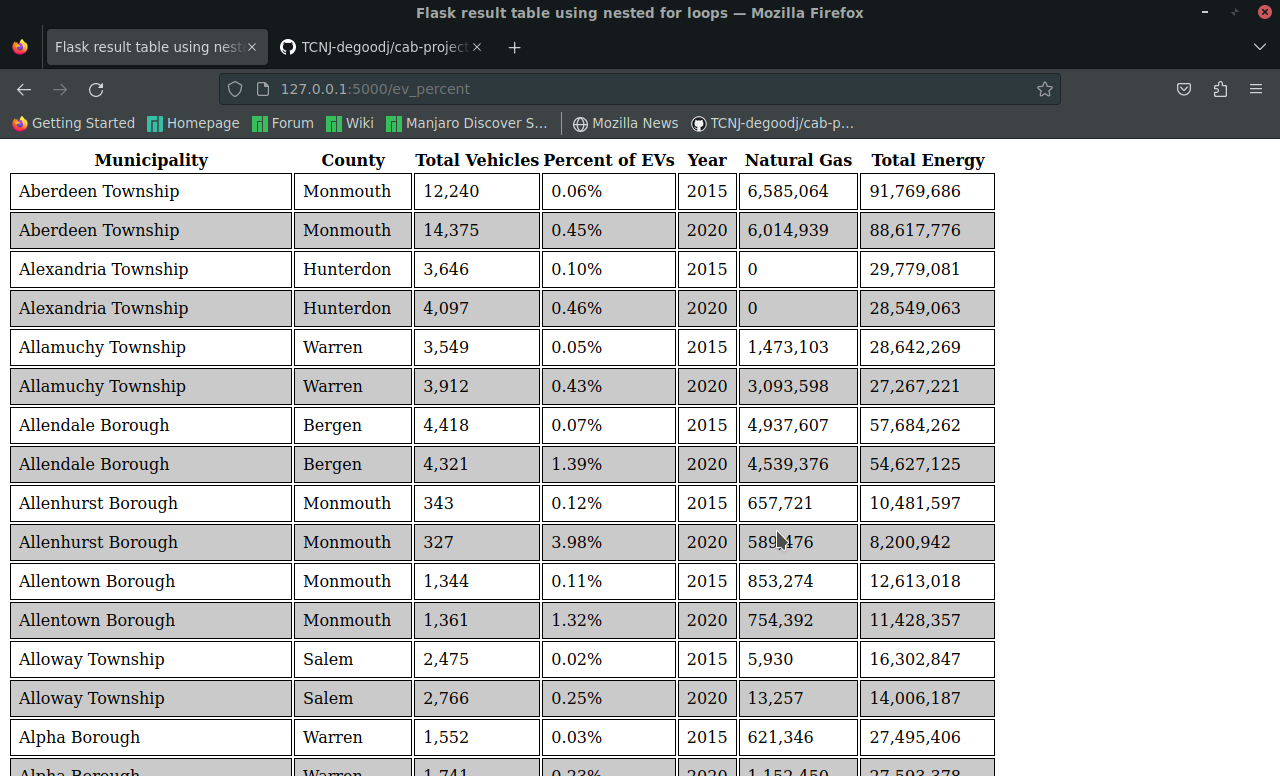 Flask result table using nested for loops — Mozilla Firefox
Flask result table using nest
TCNJ-degoodj/cab-project
127.0.0.1:5000/ev_percent
Getting Started Homepage Forum Wiki Manjaro Discover S... Mozilla News TCNJ-degoodj/cab-p...
Municipality County Total Vehicles Percent of EVs Year Natural Gas Total Energy
Aberdeen Township Monmouth 12,240 0.06% 2015 6,585,064 91,769,686
Aberdeen Township Monmouth 14,375 0.45% 2020 6,014,939 88,617,776
Alexandria Township Hunterdon 3,646 0.10% 2015 0 29,779,081
Alexandria Township Hunterdon 4,097 0.46% 2020 0 28,549,063
Allamuchy Township Warren 3,549 0.05% 2015 1,473,103 28,642,269
Allamuchy Township Warren 3,912 0.43% 2020 3,093,598 27,267,221
Allendale Borough Bergen 4,418 0.07% 2015 4,937,607 57,684,262
Allendale Borough Bergen 4,321 1.39% 2020 4,539,376 54,627,125
Allenhurst Borough Monmouth 343 0.12% 2015 657,721 10,481,597
Allenhurst Borough Monmouth 327 3.98% 2020 8,200,942
Allentown Borough Monmouth 1,344 0.11% 2015 853,274 12,613,018
Allentown Borough Monmouth 1,361 1.32% 2020 754,392 11,428,357
Alloway Township Salem 2,475 0.02% 2015 5,930 16,302,847
Alloway Township Salem 2,766 0.25% 2020 13,257 14,006,187
Alpha Borough Warren 1,552 0.03% 2015 621,346 27,495,406
Alpha Borough Warren 1,741 0.23% 2020 1,152,450 27,593,378